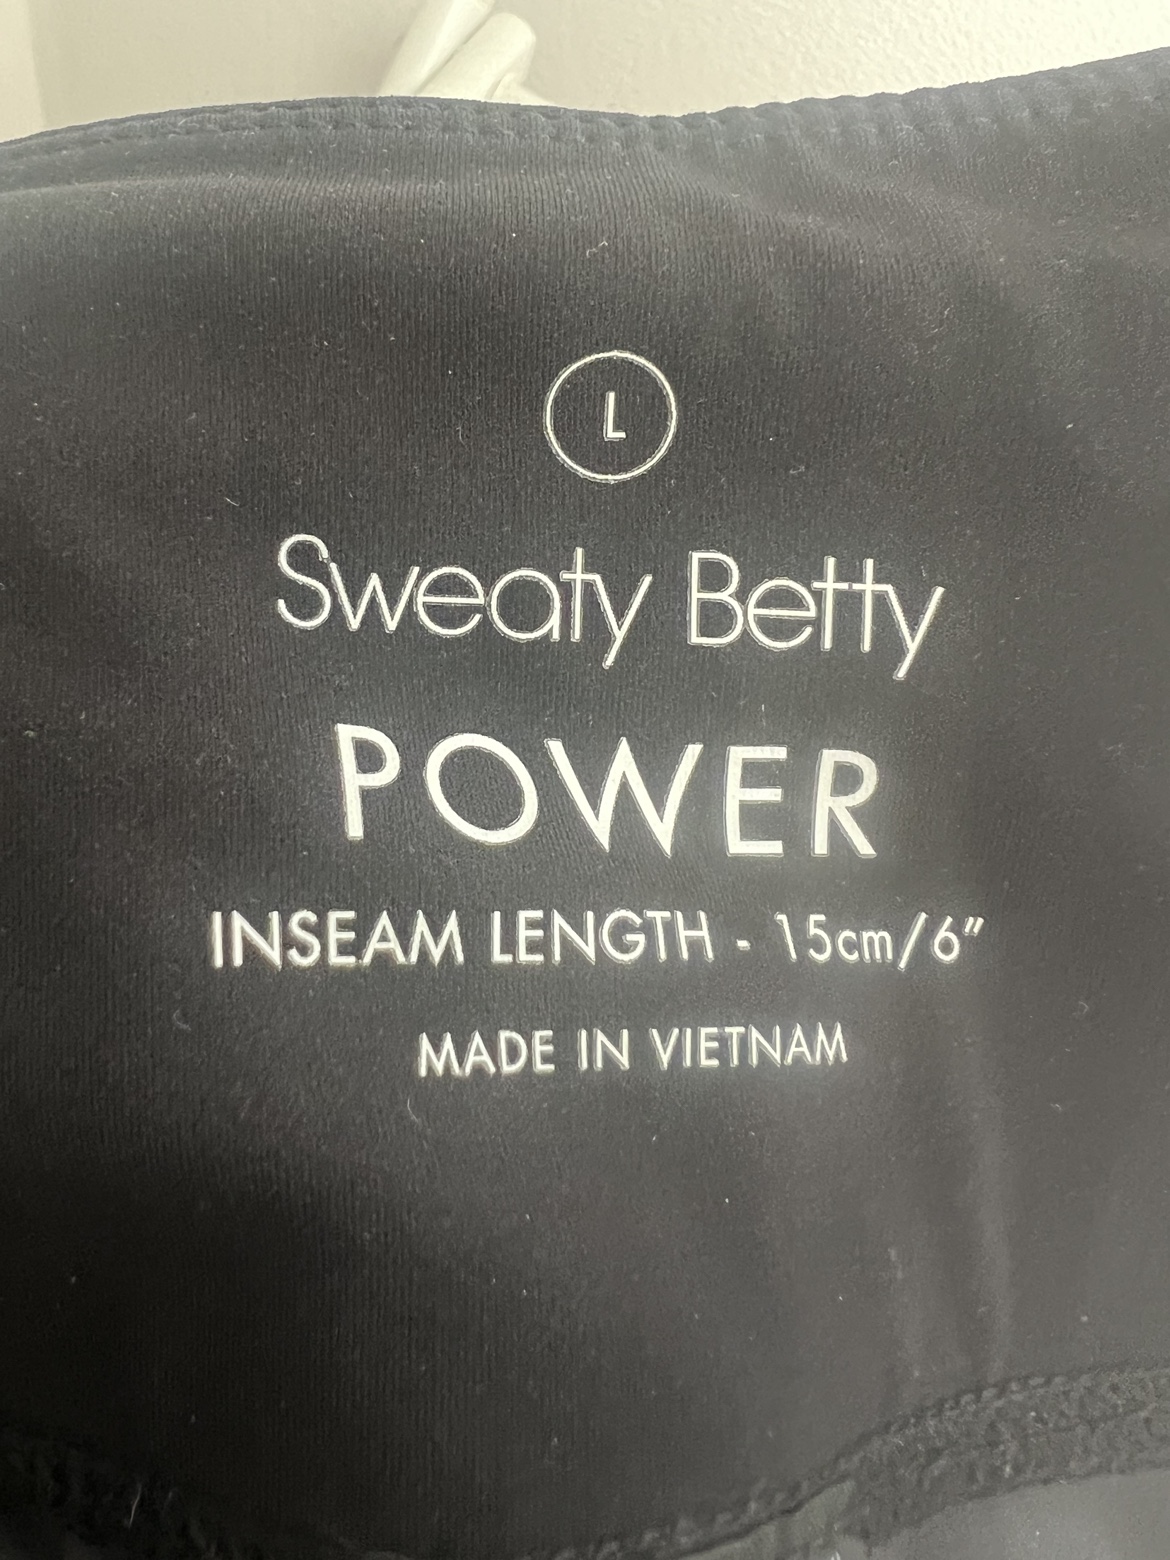 L
Sweaty Betty
POWER
INSEAM LENGTH - 15cm/6"
MADE IN VIETNAM